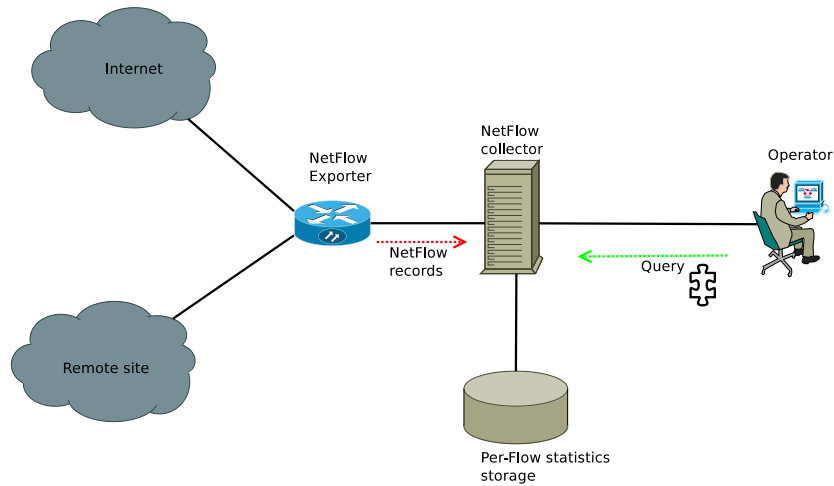 Internet
NetFlow
collector
Operator
NetFlow
Exporter
NetFlow
records
Query
Remote site
Per-Flow statistics
storage